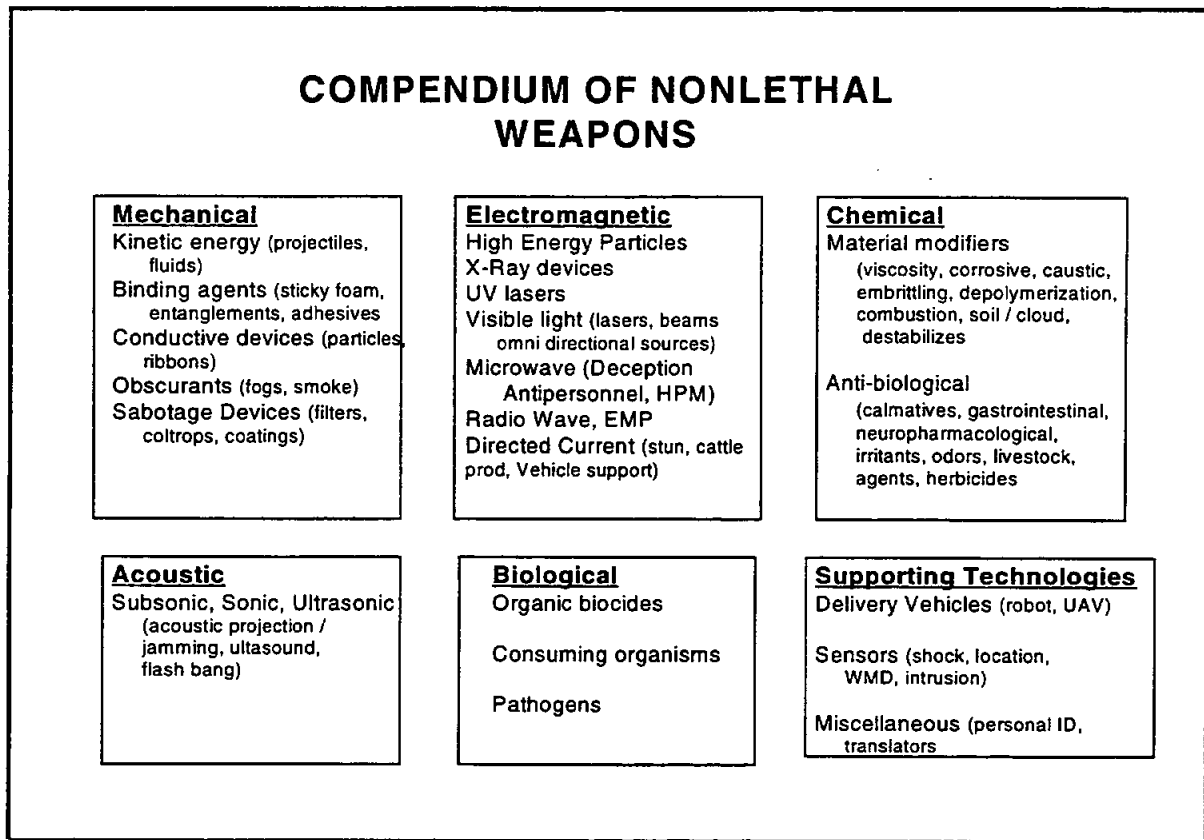 COMPENDIUM OF NONLETHAL
WEAPONS
Mechanical
Kinetic energy (projectiles,
fluids)
Binding agents (sticky foam,
entanglements, adhesives
Conductive devices (particles,
ribbons)
Obscurants (fogs, smoke)
Sabotage Devices (filters,
coltrops, coatings)
Electromagnetic
High Energy Particles
X-Ray devices
UV lasers
Visible light (lasers, beams
omni directional sources)
Microwave (Deception
Antipersonnel, HPM)
Radio Wave, EMP
Directed Current (stun, cattle
prod, Vehicle support)
Chemical
Material modifiers
(viscosity, corrosive, caustic,
embrittling, depolymerization,
combustion, soil / cloud,
destabilizes
Anti-biological
(calmatives, gastrointestinal,
neuropharmacological,
irritants, odors, livestock,
agents, herbicides
Acoustic
Subsonic, Sonic, Ultrasonic
(acoustic projection /
jamming, ultasound,
flash bang)
Biological
Organic biocides
Consuming organisms
Pathogens
Supporting Technologies
Delivery Vehicles (robot, UAV)
Sensors (shock, location,
WMD, intrusion)
Miscellaneous (personal ID,
translators